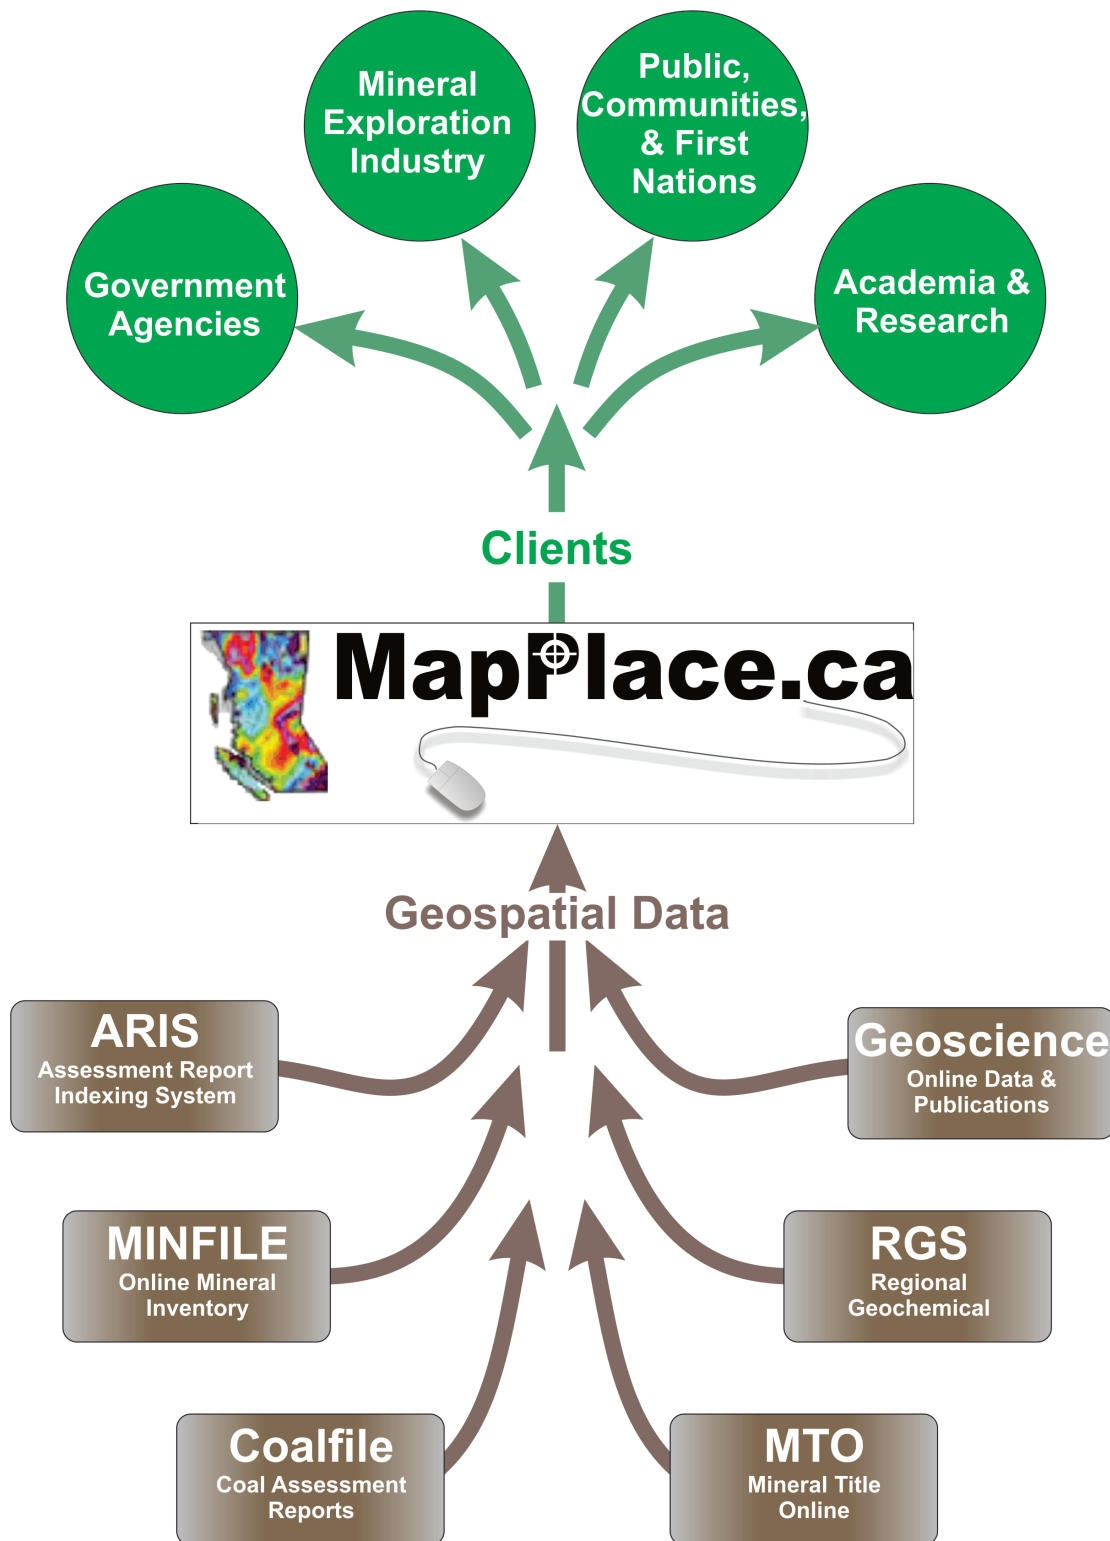 Mineral
Exploration
Industry
Public,
Communities,
& First
Nations
Government
Agencies
Academia &
Research
Clients
MapPlace.ca
Geospatial Data
ARIS
Assessment Report
Indexing System
Geoscience
Online Data &
Publications
MINFILE
Online Mineral
Inventory
RGS
Regional
Geochemical
Coalfile
Coal Assessment
Reports
MTO
Mineral Title
Online